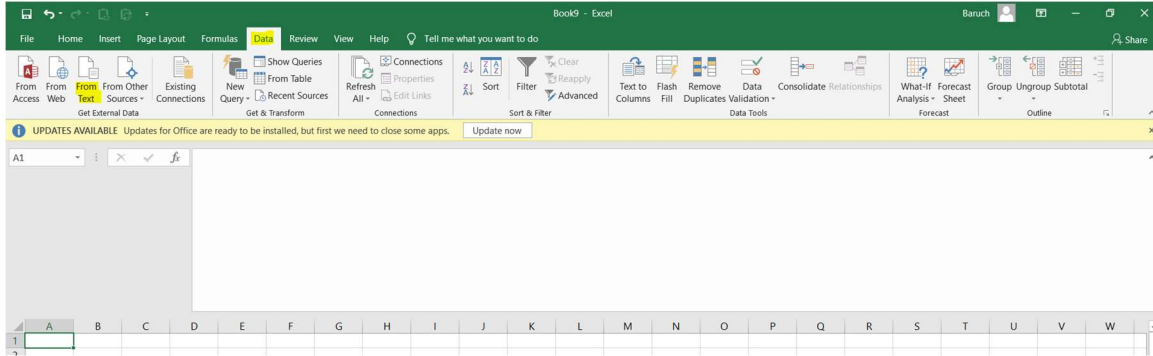 Book9 - Excel
Baruch
File Home Insert Page Layout Formulas Data Review View Help Tell me what you want to do
Share
From Access
From Web
From Text
From Other Sources
Existing Connections
Get External Data
New Query
Show Queries
From Table
Recent Sources
Get & Transform
Refresh All
Connections
Properties
Edit Links
Connections
Sort
Filter
Clear
Reapply
Advanced
Sort & Filter
Text to Columns
Flash Fill
Remove Duplicates
Data Validation
Consolidate
Relationships
Data Tools
What-If Analysis
Forecast Sheet
Forecast
Group
Ungroup
Subtotal
Outline
UPDATES AVAILABLE Updates for Office are ready to be installed, but first we need to close some apps. Update now
A1 fx
A B C D E F G H I J K L M N O P Q R S T U V W
1